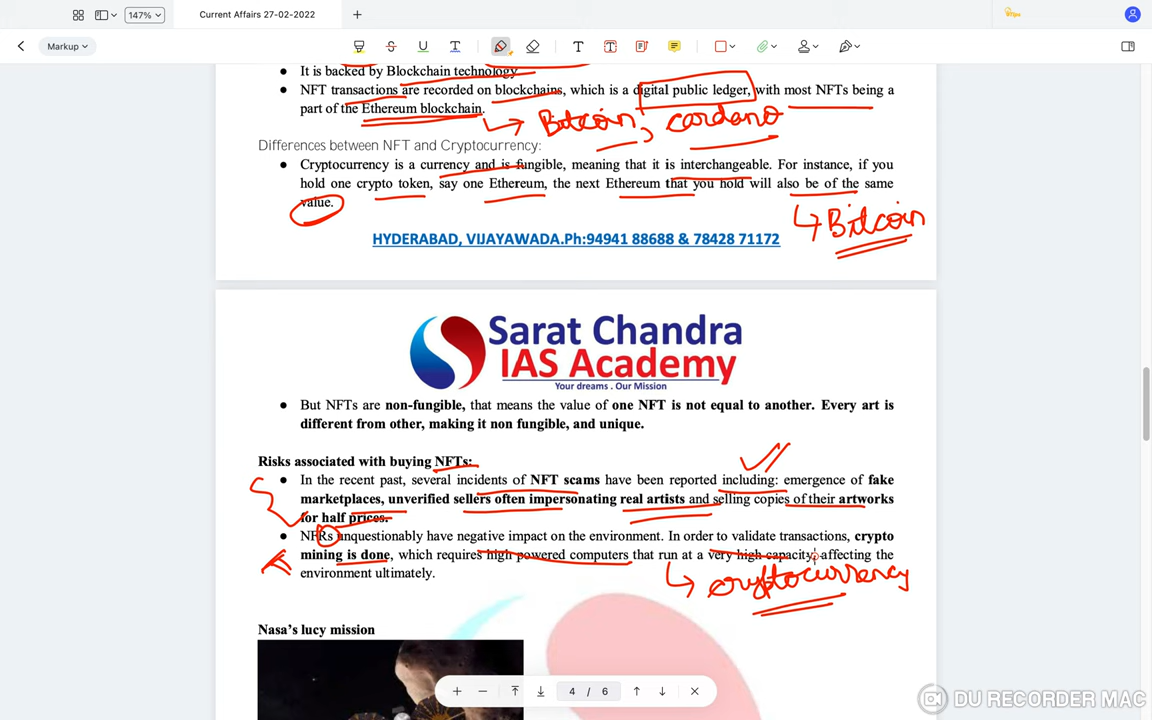 147%
Current Affairs 27-02-2022
Markup
• It is backed by Blockchain technology
• NFT transactions are recorded on blockchains, which is a digital public ledger, with most NFTs being a
part of the Ethereum blockchain.
Bitcoin, cardano
Differences between NFT and Cryptocurrency:
• Cryptocurrency is a currency and is fungible, meaning that it is interchangeable. For instance, if you
hold one crypto token, say one Ethereum, the next Ethereum that you hold will also be of the same
value.
Bitcoin
HYDERABAD, VIJAYAWADA.Ph:94941 88688 & 78428 71172
Sarat Chandra
IAS Academy
Your dreams . Our Mission
• But NFTs are non-fungible, that means the value of one NFT is not equal to another. Every art is
different from other, making it non fungible, and unique.
Risks associated with buying NFTs:
• In the recent past, several incidents of NFT scams have been reported including: emergence of fake
marketplaces, unverified sellers often impersonating real artists and selling copies of their artworks
for half prices.
• NFRs unquestionably have negative impact on the environment. In order to validate transactions, crypto
mining is done, which requires high powered computers that run at a very high capacity, affecting the
environment ultimately.
cryptocurrency
Nasa's lucy mission
4 / 6
DU RECORDER MAC